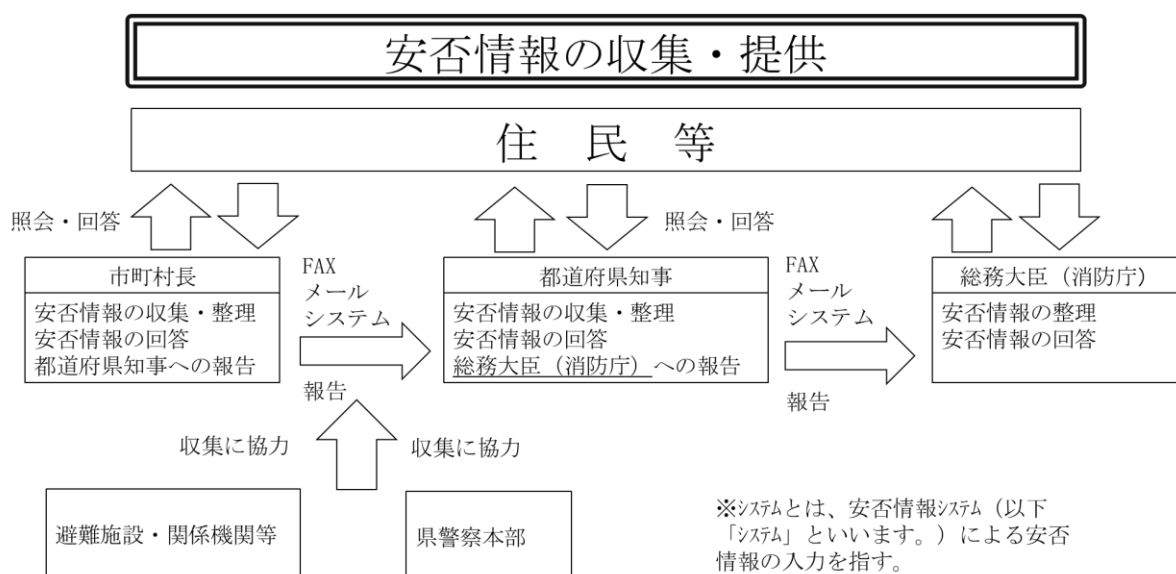 安否情報の収集・提供
住　民　等
照会・回答
照会・回答
市町村長
安否情報の収集・整理
安否情報の回答
都道府県知事への報告
FAX
メール
システム
報告
都道府県知事
安否情報の収集・整理
安否情報の回答
総務大臣（消防庁）への報告
FAX
メール
システム
報告
総務大臣（消防庁）
安否情報の整理
安否情報の回答
収集に協力
収集に協力
避難施設・関係機関等
県警察本部
※ｼｽﾃﾑとは、安否情報ｼｽﾃﾑ（以下
「システム」といいます。）による安否
情報の入力を指す。